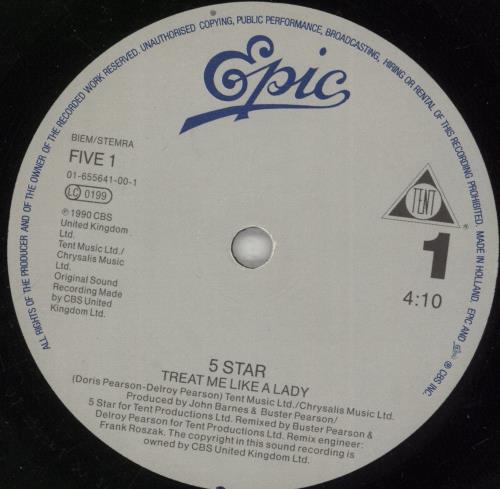 ALL RIGHTS OF THE PRODUCER AND OF THE OWNER OF THE RECORDED WORK RESERVED. UNAUTHORISED COPYING, PUBLIC PERFORMANCE, BROADCASTING, HIRING OR RENTAL OF THIS RECORDING PROHIBITED. MADE IN HOLLAND. EPIC AND Epic ® CBS INC.
Epic
BIEM/STEMRA
FIVE 1
01-655641-00-1
LC 0199
℗ 1990 CBS
United Kingdom
Ltd.
Tent Music Ltd./
Chrysalis Music
Ltd.
Original Sound
Recording Made
by CBS United
Kingdom Ltd.
TENT
®
1
4:10
5 STAR
TREAT ME LIKE A LADY
(Doris Pearson-Delroy Pearson) Tent Music Ltd./Chrysalis Music Ltd.
Produced by John Barnes & Buster Pearson/
5 Star for Tent Productions Ltd. Remixed by Buster Pearson &
Delroy Pearson for Tent Productions Ltd. Remix engineer:
Frank Roszak. The copyright in this sound recording is
owned by CBS United Kingdom Ltd.